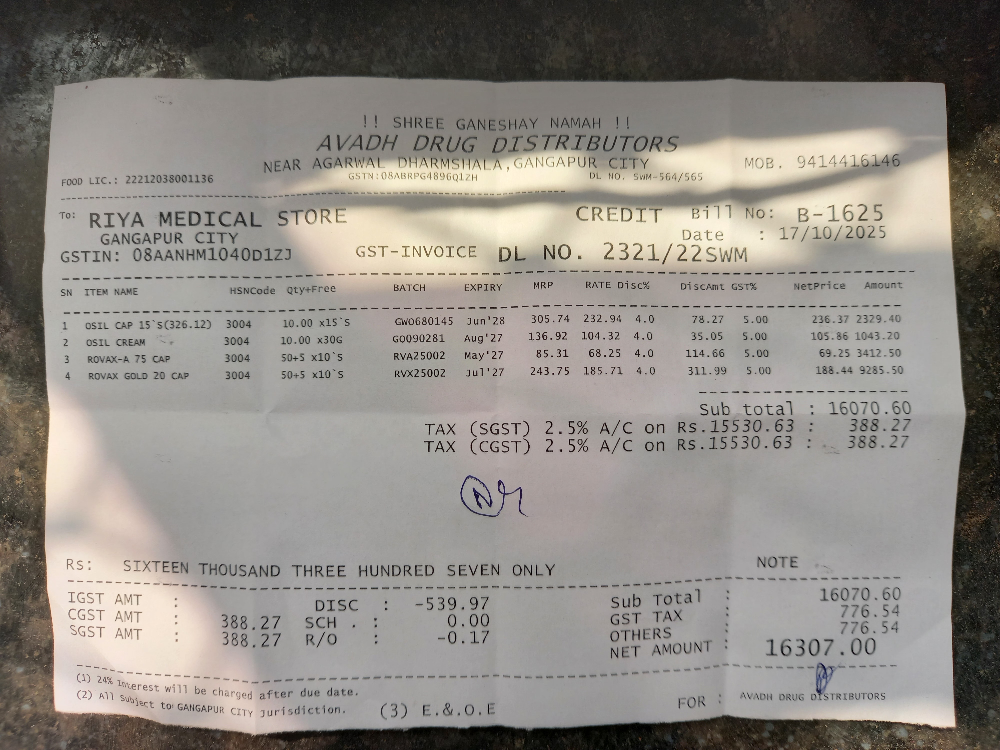 !! SHREE GANESHAY NAMAH !!
AVADH DRUG DISTRIBUTORS
NEAR AGARWAL DHARMSHALA,GANGAPUR CITY MOB. 9414416146
FOOD LIC.: 22212038001136 GSTN:08ABRPG4896Q1ZH DL NO. SWM-564/565
To: RIYA MEDICAL STORE CREDIT Bill No: B-1625
GANGAPUR CITY Date : 17/10/2025
GSTIN: 08AANHM1040D1ZJ GST-INVOICE DL NO. 2321/22SWM
SN ITEM NAME HSNCode Qty+Free BATCH EXPIRY MRP RATE Disc% DiscAmt GST% NetPrice Amount
1 OSIL CAP 15`S(326.12) 3004 10.00 x15`S GWO680145 Jun'28 305.74 232.94 4.0 78.27 5.00 236.37 2329.40
2 OSIL CREAM 3004 10.00 x30G GO090281 Aug'27 136.92 104.32 4.0 35.05 5.00 105.86 1043.20
3 ROVAX-A 75 CAP 3004 50+5 x10`S RVA25002 May'27 85.31 68.25 4.0 114.66 5.00 69.25 3412.50
4 ROVAX GOLD 20 CAP 3004 50+5 x10`S RVX25002 Jul'27 243.75 185.71 4.0 311.99 5.00 188.44 9285.50
Sub total : 16070.60
TAX (SGST) 2.5% A/C on Rs.15530.63 : 388.27
TAX (CGST) 2.5% A/C on Rs.15530.63 : 388.27
Rs: SIXTEEN THOUSAND THREE HUNDRED SEVEN ONLY NOTE
IGST AMT : DISC : -539.97 Sub Total : 16070.60
CGST AMT : 388.27 SCH . : 0.00 GST TAX : 776.54
SGST AMT : 388.27 R/O : -0.17 OTHERS 776.54
NET AMOUNT : 16307.00
(1) 24% Interest will be charged after due date.
(2) All Subject to GANGAPUR CITY jurisdiction. (3) E.&.O.E FOR : AVADH DRUG DISTRIBUTORS